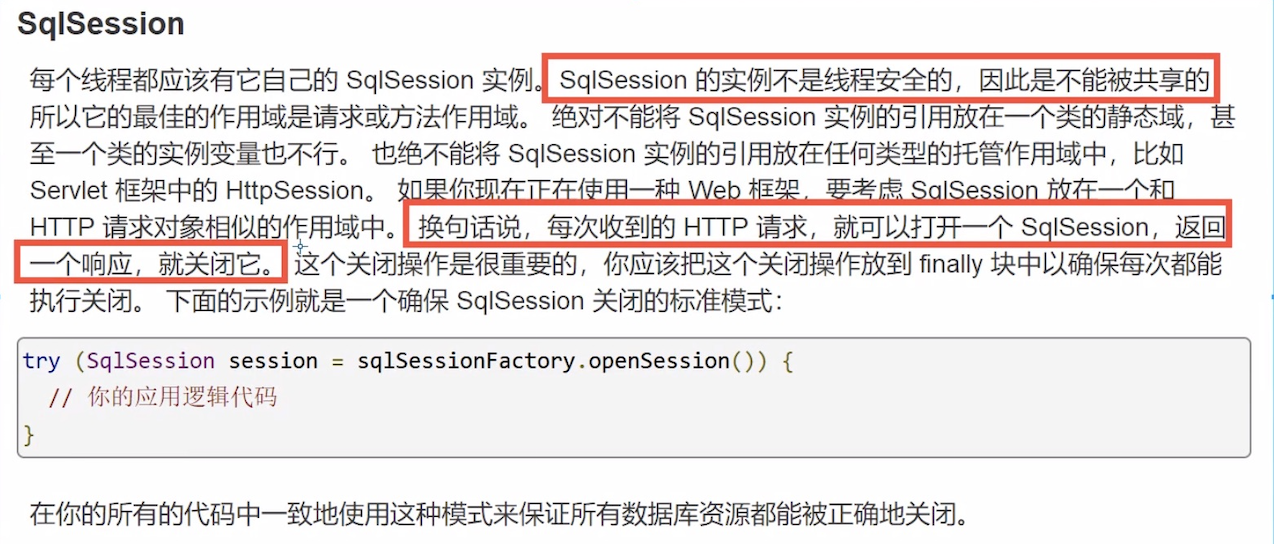 SqlSession
每个线程都应该有它自己的 SqlSession 实例。 SqlSession 的实例不是线程安全的，因此是不能被共享的
所以它的最佳的作用域是请求或方法作用域。 绝对不能将 SqlSession 实例的引用放在一个类的静态域，甚
至一个类的实例变量也不行。 也绝不能将 SqlSession 实例的引用放在任何类型的托管作用域中，比如
Servlet 框架中的 HttpSession。 如果你现在正在使用一种 Web 框架，要考虑 SqlSession 放在一个和
HTTP 请求对象相似的作用域中。 换句话说，每次收到的 HTTP 请求，就可以打开一个 SqlSession，返回
一个响应，就关闭它。 这个关闭操作是很重要的，你应该把这个关闭操作放到 finally 块中以确保每次都能
执行关闭。 下面的示例就是一个确保 SqlSession 关闭的标准模式：
try (SqlSession session = sqlSessionFactory.openSession()) {
  // 你的应用逻辑代码
}
在你的所有的代码中一致地使用这种模式来保证所有数据库资源都能被正确地关闭。